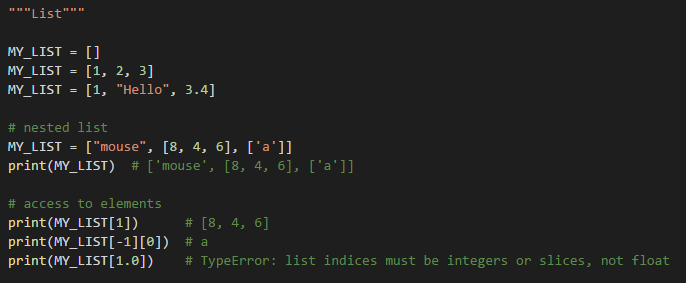 """List"""
MY_LIST = []
MY_LIST = [1, 2, 3]
MY_LIST = [1, "Hello", 3.4]
# nested list
MY_LIST = ["mouse", [8, 4, 6], ['a']]
print(MY_LIST)  # ['mouse', [8, 4, 6], ['a']]
# access to elements
print(MY_LIST[1])      # [8, 4, 6]
print(MY_LIST[-1][0])  # a
print(MY_LIST[1.0])    # TypeError: list indices must be integers or slices, not float